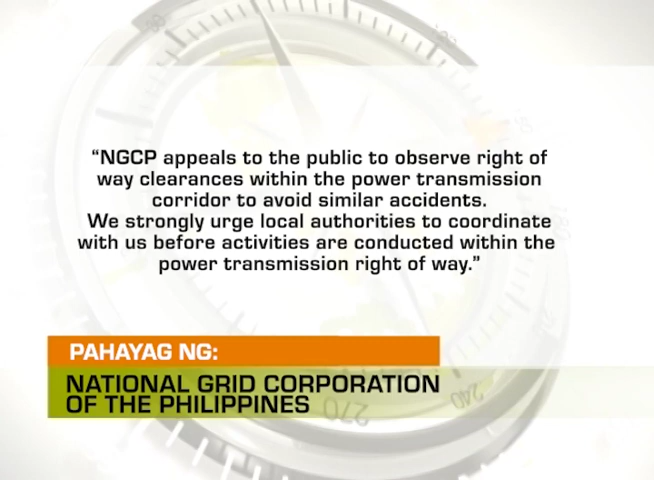 “NGCP appeals to the public to observe right of
way clearances within the power transmission
corridor to avoid similar accidents.
We strongly urge local authorities to coordinate
with us before activities are conducted within the
power transmission right of way.”
PAHAYAG NG:
NATIONAL GRID CORPORATION
OF THE PHILIPPINES
270
240